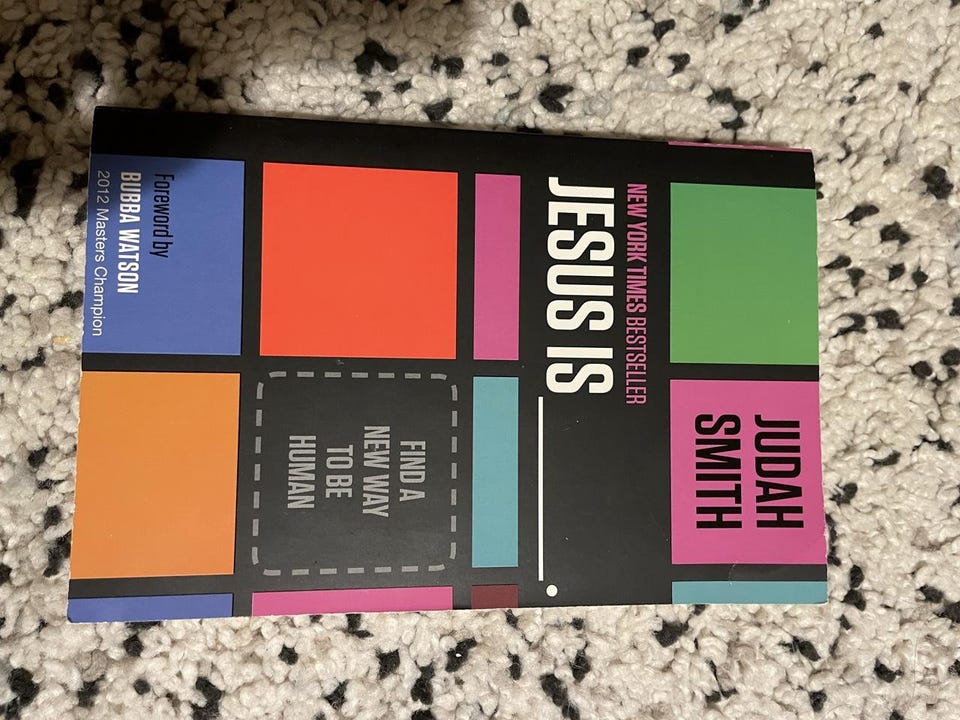 JUDAH
SMITH
NEW YORK TIMES BESTSELLER
JESUS IS ____.
FIND A
NEW WAY
TO BE
HUMAN
Foreword by
BUBBA WATSON
2012 Masters Champion